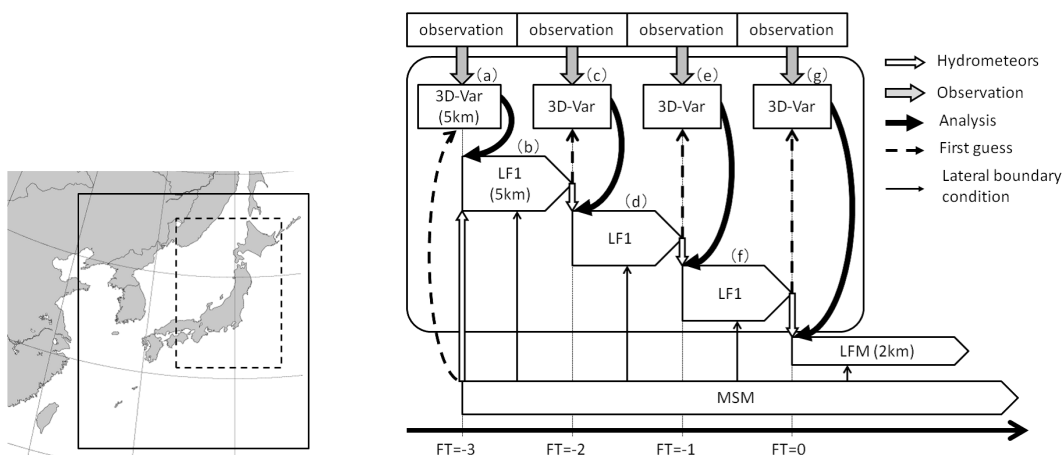 observation observation observation observation
(a) (c) (e) (g)
3D-Var
(5km)
3D-Var
3D-Var
3D-Var
(b)
LF1
(5km)
(d)
LF1
(f)
LF1
LFM (2km)
MSM
FT=-3 FT=-2 FT=-1 FT=0
Hydrometeors
Observation
Analysis
First guess
Lateral boundary
condition